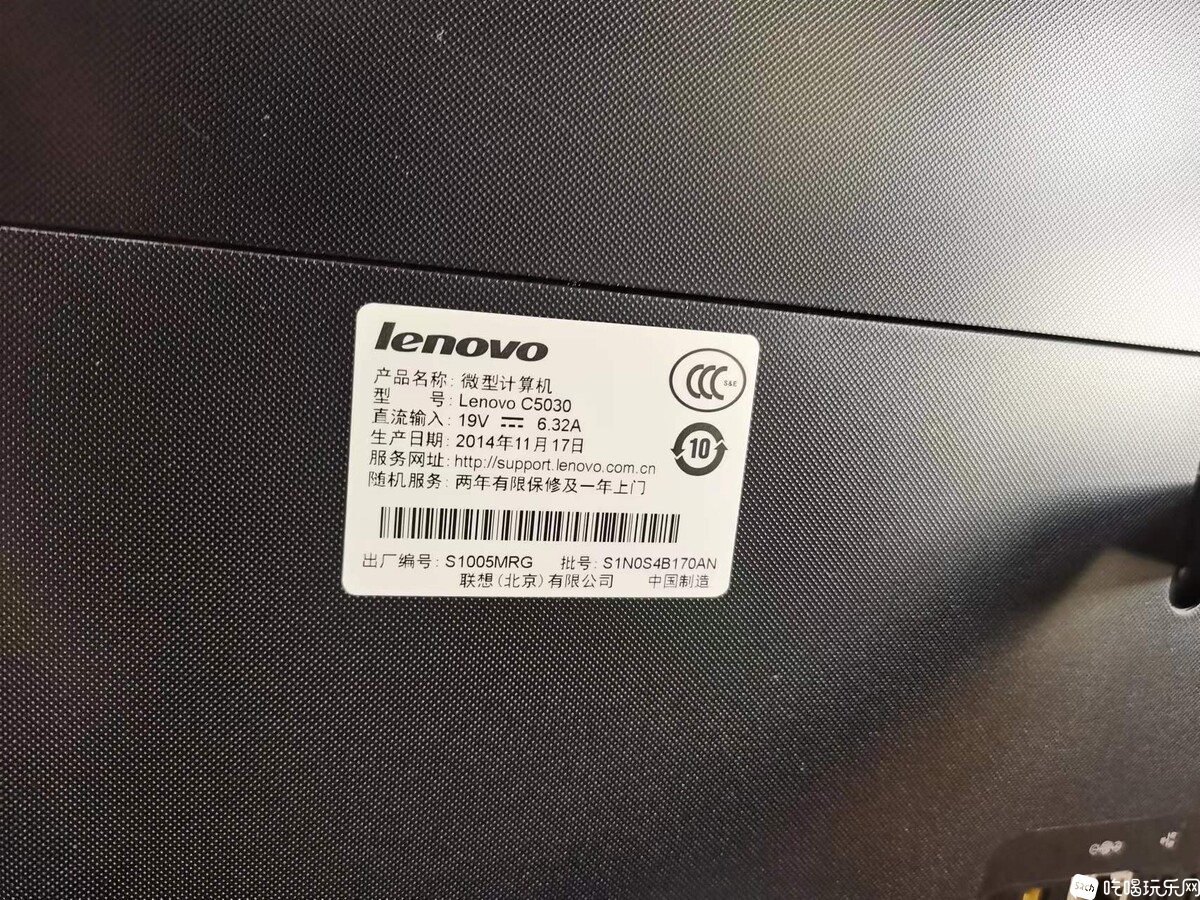 lenovo
产品名称: 微型计算机
型 号: Lenovo C5030
直流输入: 19V ⎓ 6.32A
生产日期: 2014年11月17日
服务网址: http://support.lenovo.com.cn
随机服务: 两年有限保修及一年上门
CCC S&E
10
出厂编号: S1005MRG 批号: S1N0S4B170AN
联想(北京)有限公司 中国制造
吃喝玩乐网